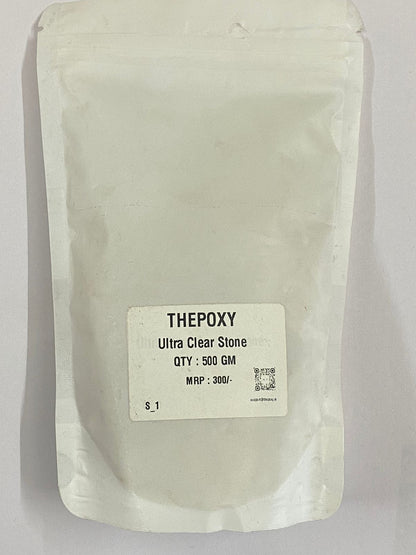 THEPOXY
Ultra Clear Stone
QTY : 500 GM
MRP : 300/-
S_1